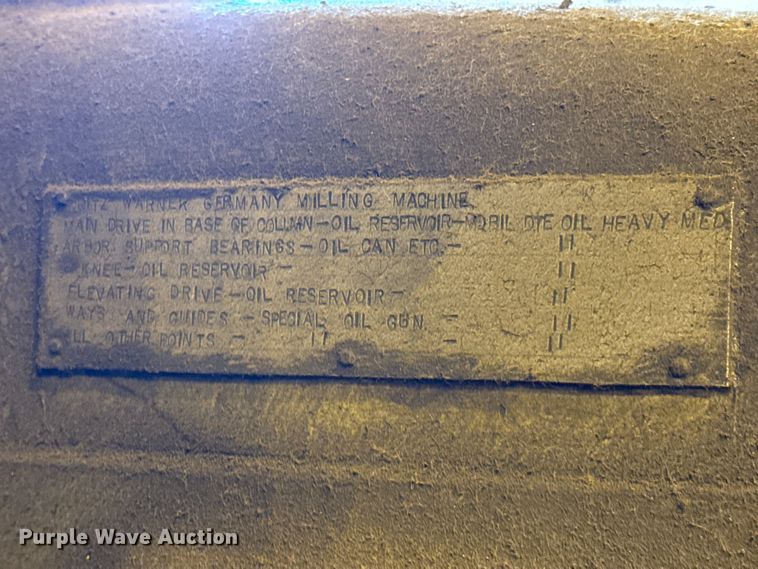 WARNER GERMANY MILLING MACHINE
MAIN DRIVE IN BASE OF COLUMN-OIL RESERVOIR-MOBIL DTE OIL HEAVY MED
ARBOR SUPPORT BEARINGS-OIL CAN ETC.- "
KNEE-OIL RESERVOIR- "
ELEVATING DRIVE-OIL RESERVOIR- "
WAYS AND GUIDES - SPECIAL OIL GUN. - "
ALL OTHER POINTS - " - "
Purple Wave Auction